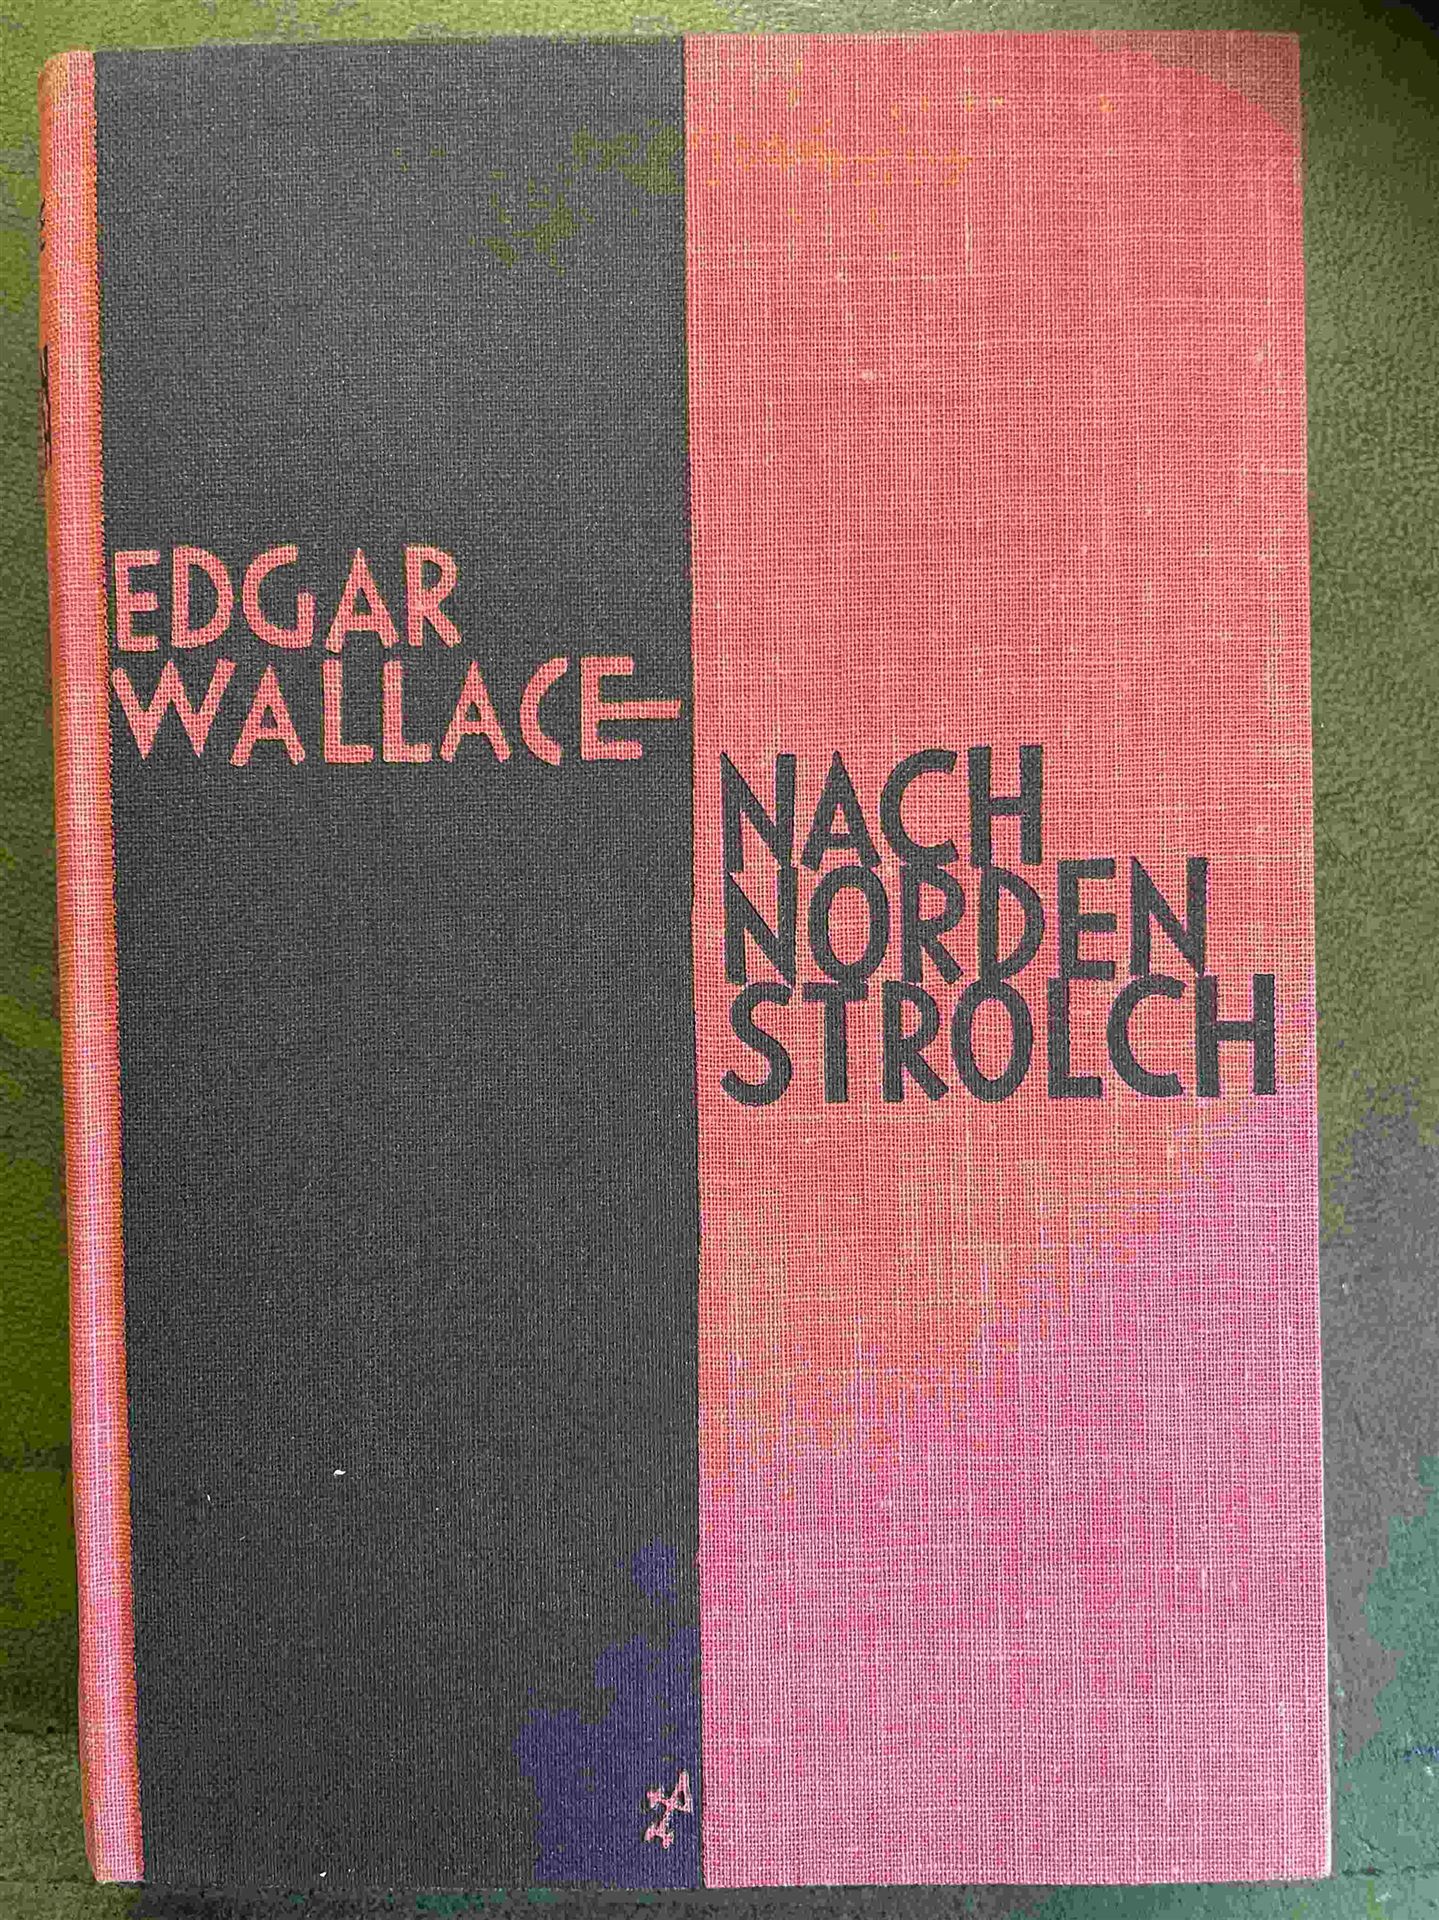 EDGAR
WALLACE
NACH
NORDEN
STROLCH